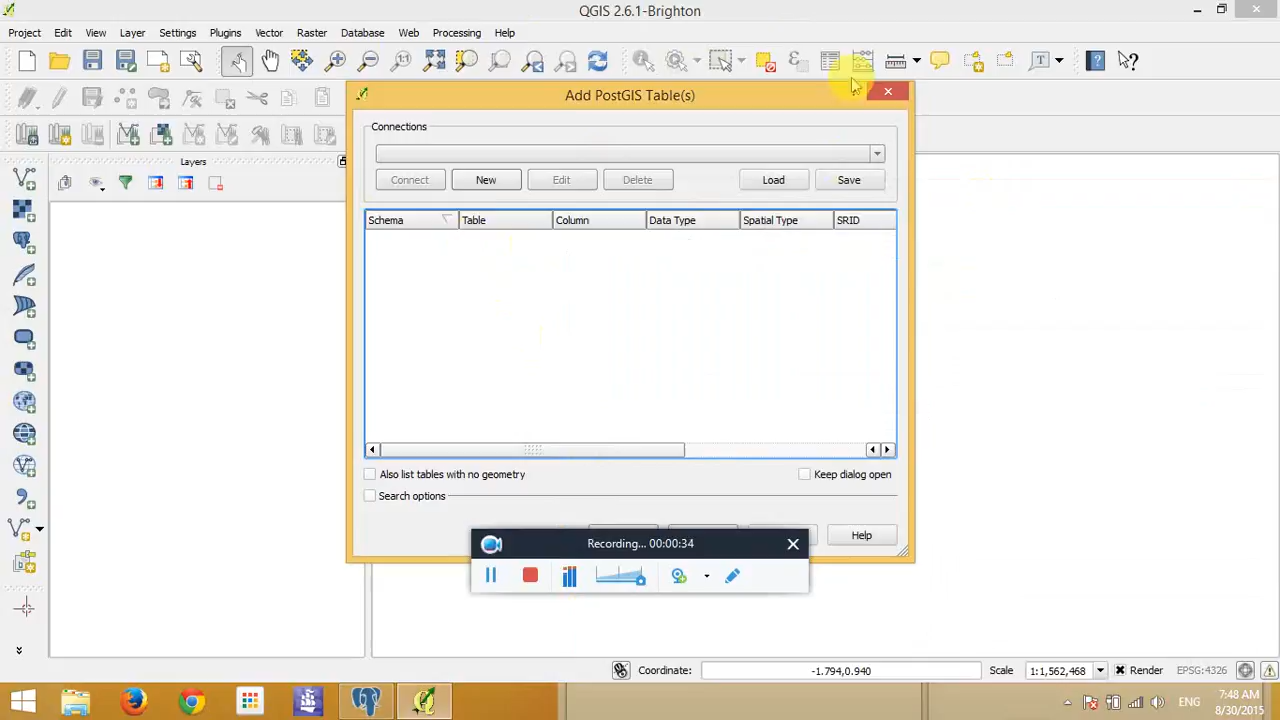 QGIS 2.6.1-Brighton
Project Edit View Layer Settings Plugins Vector Raster Database Web Processing Help
Add PostGIS Table(s)
Connections
Connect New Edit Delete Load Save
Layers
Schema Table Column Data Type Spatial Type SRID
Also list tables with no geometry Keep dialog open
Search options
Help
Recording... 00:00:34
Coordinate: -1.794,0.940 Scale 1:1,562,468 Render EPSG:4326
ENG 7:48 AM
8/30/2015